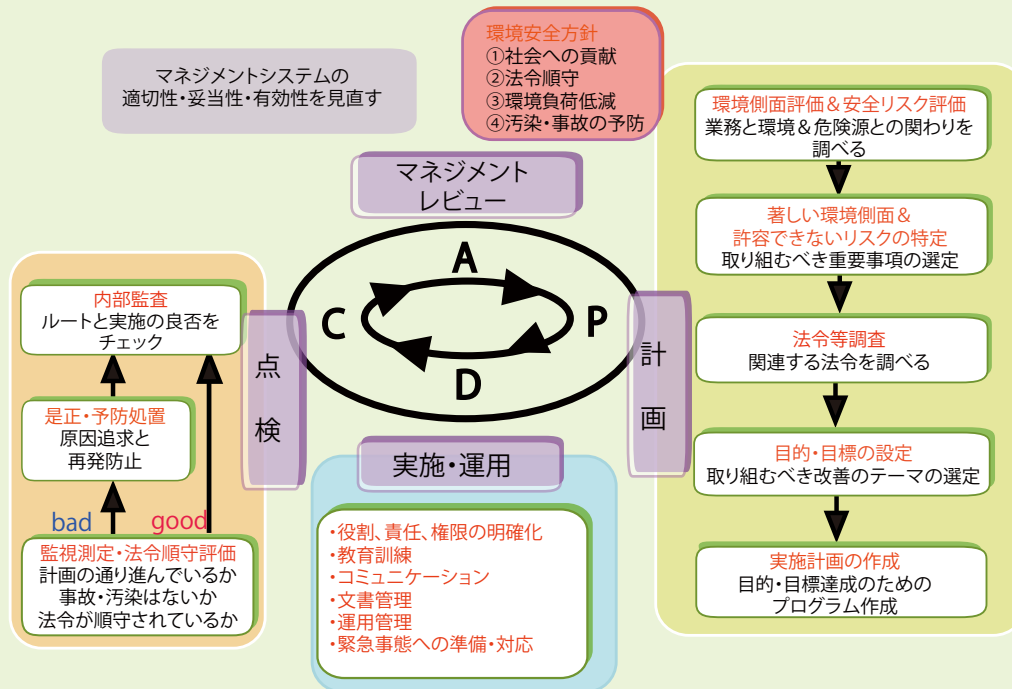 環境安全方針
①社会への貢献
②法令順守
③環境負荷低減
④汚染・事故の予防
マネジメントシステムの
適切性・妥当性・有効性を見直す
マネジメント
レビュー
環境側面評価&安全リスク評価
業務と環境&危険源との関わりを
調べる
著しい環境側面&
許容できないリスクの特定
取り組むべき重要事項の選定
法令等調査
関連する法令を調べる
目的・目標の設定
取り組むべき改善のテーマの選定
実施計画の作成
目的・目標達成のための
プログラム作成
計
画
A
P
D
C
実施・運用
・役割、責任、権限の明確化
・教育訓練
・コミュニケーション
・文書管理
・運用管理
・緊急事態への準備・対応
点
検
内部監査
ルートと実施の良否を
チェック
是正・予防処置
原因追求と
再発防止
bad
good
監視測定・法令順守評価
計画の通り進んでいるか
事故・汚染はないか
法令が順守されているか